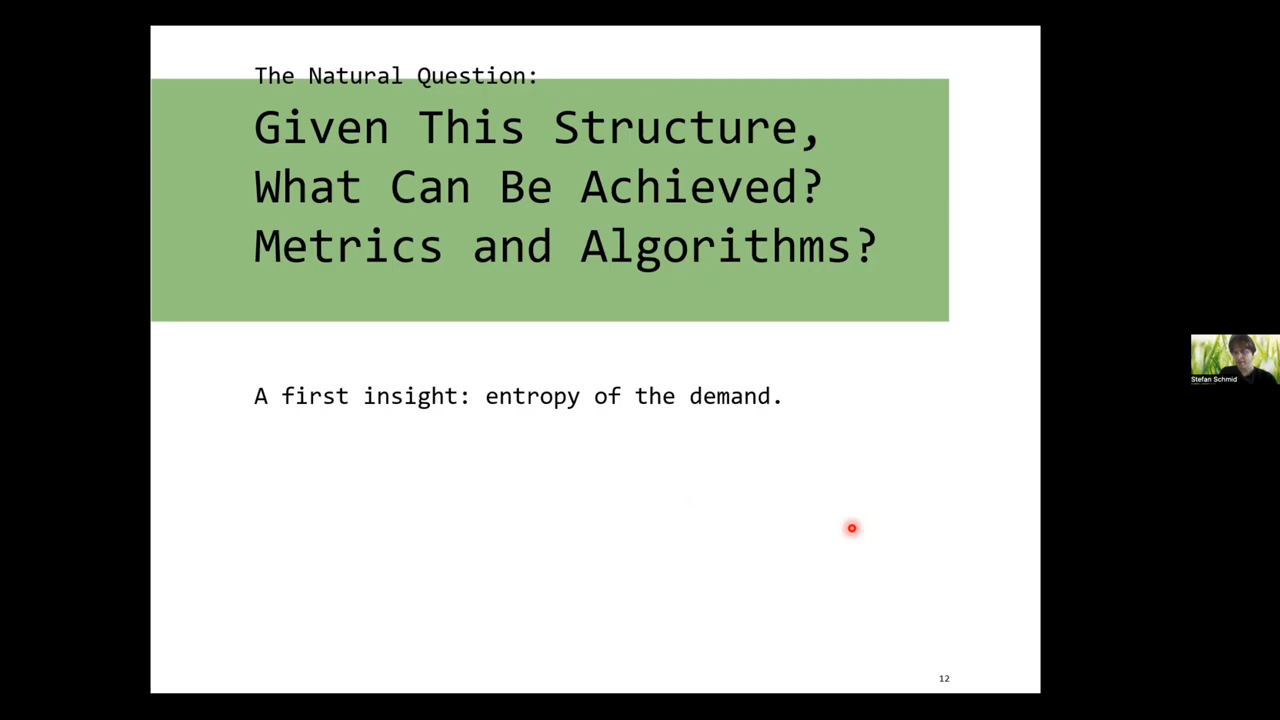 The Natural Question:
Given This Structure,
What Can Be Achieved?
Metrics and Algorithms?
A first insight: entropy of the demand.
Stefan Schmid
12